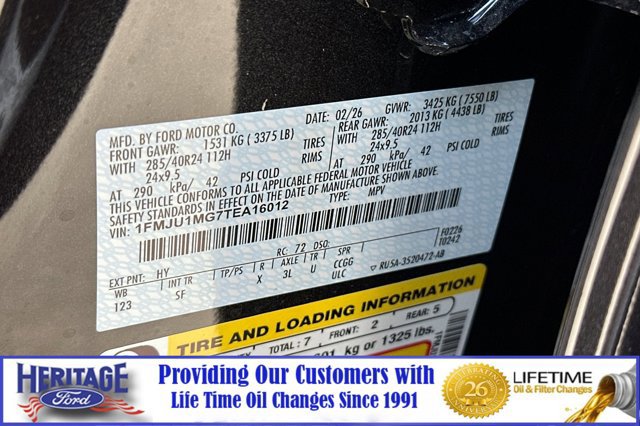 MFD. BY FORD MOTOR CO.
DATE: 02/26
GVWR: 3425 KG ( 7550 LB)
FRONT GAWR: 1531 KG ( 3375 LB)
REAR GAWR: 2013 KG ( 4438 LB)
WITH 285/40R24 112H TIRES
285/40R24 112H TIRES
24x9.5 RIMS
24x9.5 RIMS
AT 290 kPa/ 42 PSI COLD
AT 290 kPa/ 42 PSI COLD
THIS VEHICLE CONFORMS TO ALL APPLICABLE FEDERAL MOTOR VEHICLE
SAFETY STANDARDS IN EFFECT ON THE DATE OF MANUFACTURE SHOWN ABOVE.
VIN: 1FMJU1MG7TEA16012
TYPE: MPV
F0226
T0242
RC: 72 DSO:
EXT PNT: HY
WB INT TR TP/PS R AXLE TR SPR
123 5F X 3L U CCGG
ULC
▼ RU5A-3520472-AB
TIRE AND LOADING INFORMATION
TOTAL: 7 FRONT: 2 REAR: 5
kg or 1325 lbs.
HERITAGE
Ford
Providing Our Customers with
Life Time Oil Changes Since 1991
26
LIFETIME
Oil & Filter Changes